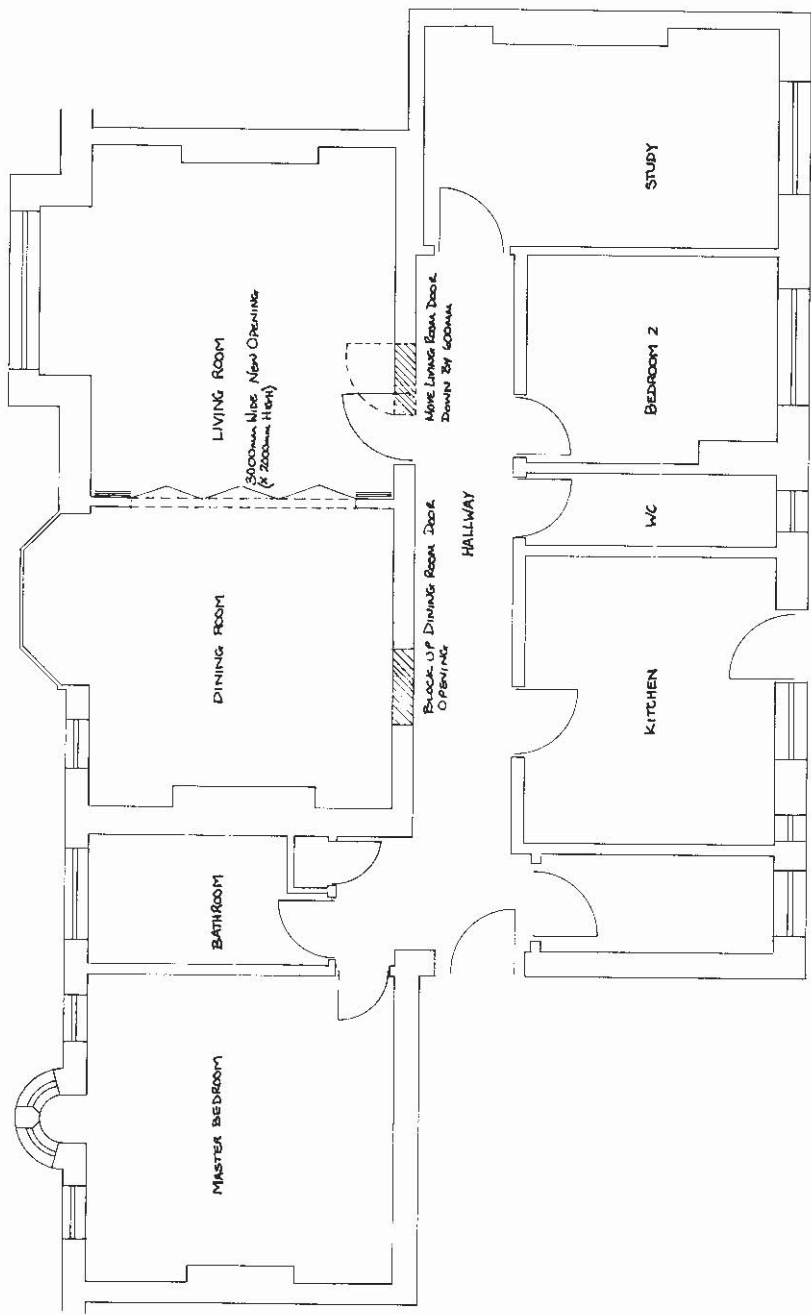 MASTER BEDROOM
BATHROOM
DINING ROOM
LIVING ROOM
3000mm WIDE NEW OPENING
(x 2000mm HIGH)
BLOCK UP DINING ROOM DOOR
OPENING
MOVE LIVING ROOM DOOR
DOWN BY 600mm
HALLWAY
KITCHEN
WC
BEDROOM 2
STUDY